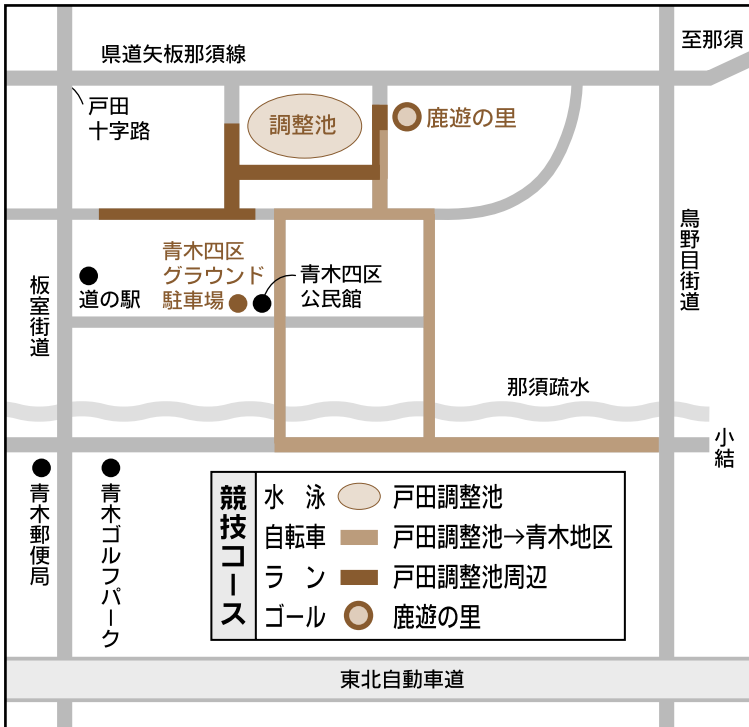 県道矢板那須線
至那須
戸田
十字路
調整池
鹿遊の里
青木四区
グラウンド
駐車場
青木四区
公民館
道の駅
板室街道
鳥野目街道
那須疏水
小結
青木郵便局
青木ゴルフパーク
競技コース
水　泳 戸田調整池
自転車 戸田調整池→青木地区
ラ　ン 戸田調整池周辺
ゴール 鹿遊の里
東北自動車道